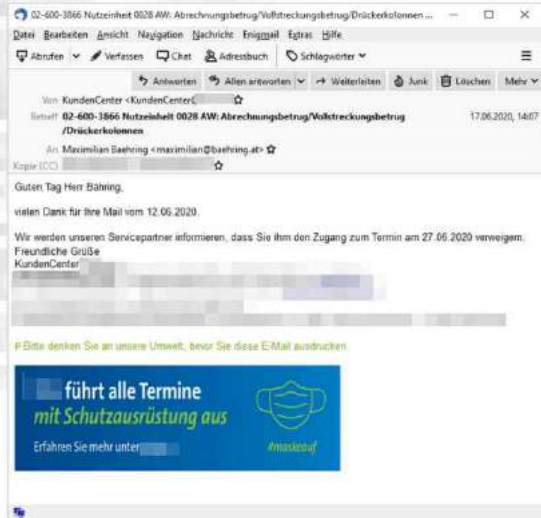 02-600-3866 Nutzeinheit 0028 AW: Abrechnungsbetrug/Vollstreckungsbetrug/Drückerkolonnen ...
Datei Bearbeiten Ansicht Navigation Nachricht Enigmail Extras Hilfe
Abrufen Verfassen Chat Adressbuch Schlagwörter
Antworten Allen antworten Weiterleiten Junk Löschen Mehr
Von KundenCenter <KundenCenter
Betreff 02-600-3866 Nutzeinheit 0028 AW: Abrechnungsbetrug/Vollstreckungsbetrug 17.06.2020, 14:07
/Drückerkolonnen
An Maximilian Baehring <maximilian@baehring.at>
Kopie (CC)
Guten Tag Herr Bähring,
vielen Dank für Ihre Mail vom 12.06.2020.
Wir werden unseren Servicepartner informieren, dass Sie ihm den Zugang zum Termin am 27.06.2020 verweigern.
Freundliche Grüße
KundenCenter
P Bitte denken Sie an unsere Umwelt, bevor Sie diese E-Mail ausdrucken.
führt alle Termine
mit Schutzausrüstung aus
Erfahren Sie mehr unter
#maskeauf